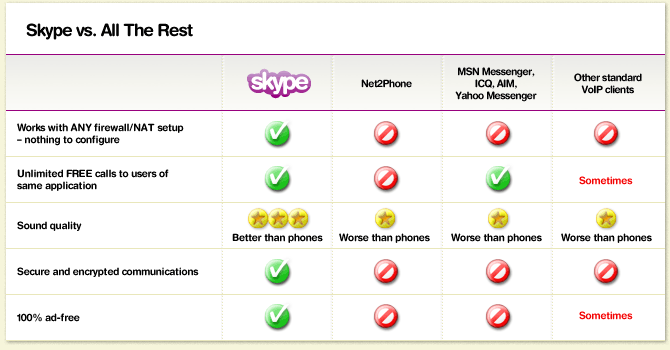 Skype vs. All The Rest
skype
Net2Phone
MSN Messenger,
ICQ, AIM,
Yahoo Messenger
Other standard
VoIP clients
Works with ANY firewall/NAT setup
– nothing to configure
Unlimited FREE calls to users of
same application
Sometimes
Sound quality
Better than phones
Worse than phones
Worse than phones
Worse than phones
Secure and encrypted communications
100% ad-free
Sometimes